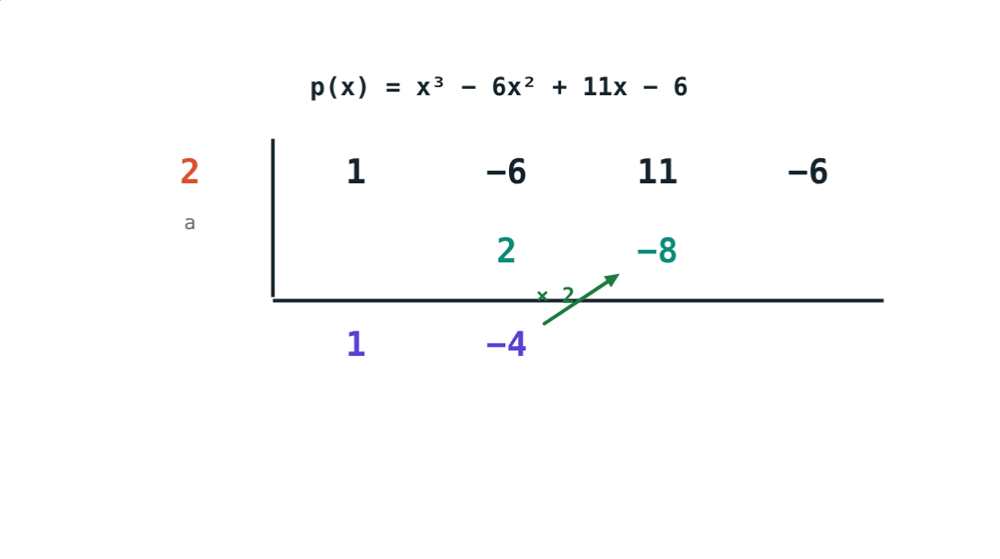 p(x) = x³ − 6x² + 11x − 6
2 1 −6 11 −6
a
2 −8
× 2
1 −4